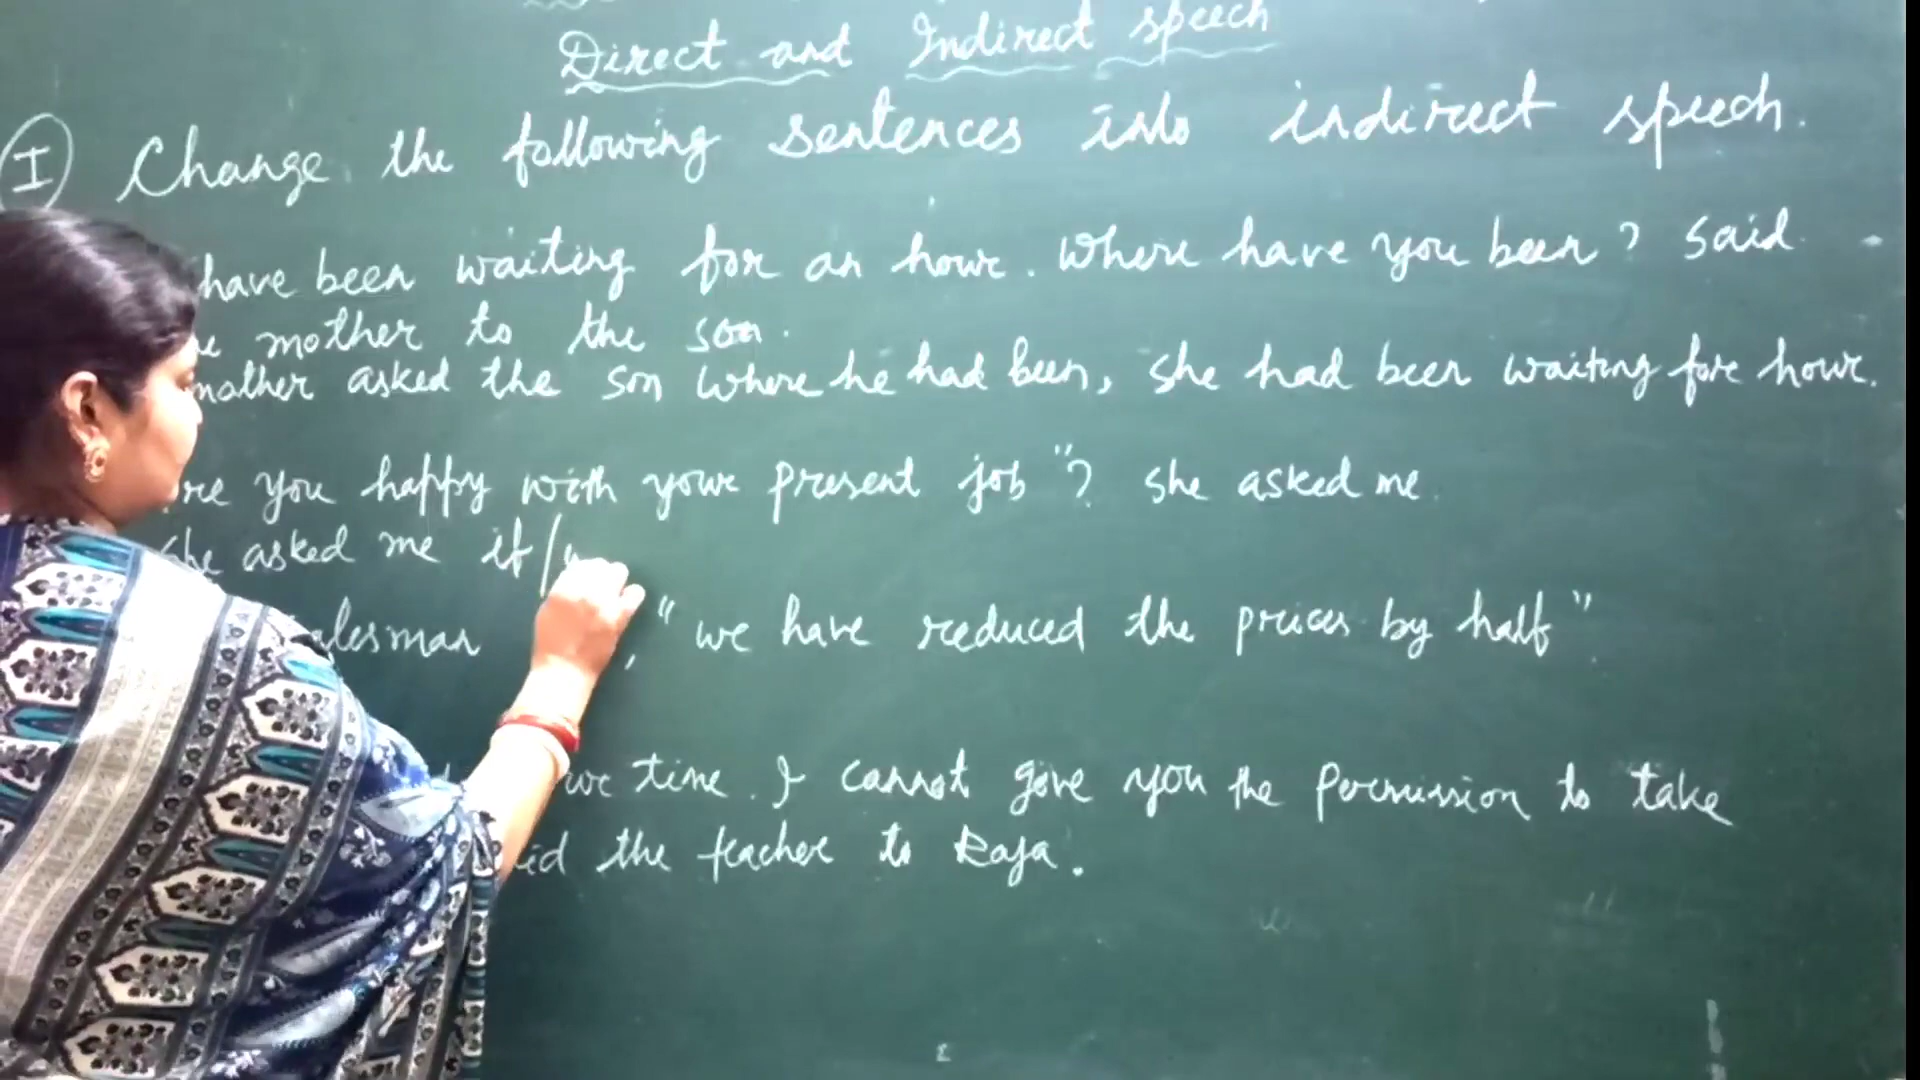 Direct and Indirect speech
I Change the following sentences into indirect speech.
have been waiting for an hour. Where have you been? said
mother to the son.
mother asked the son where he had been, she had been waiting for hour.
you happy with your present job"? she asked me.
She asked me if/
"we have reduced the prices by half"
time. I cannot give you the permission to take
the teacher to Raja.